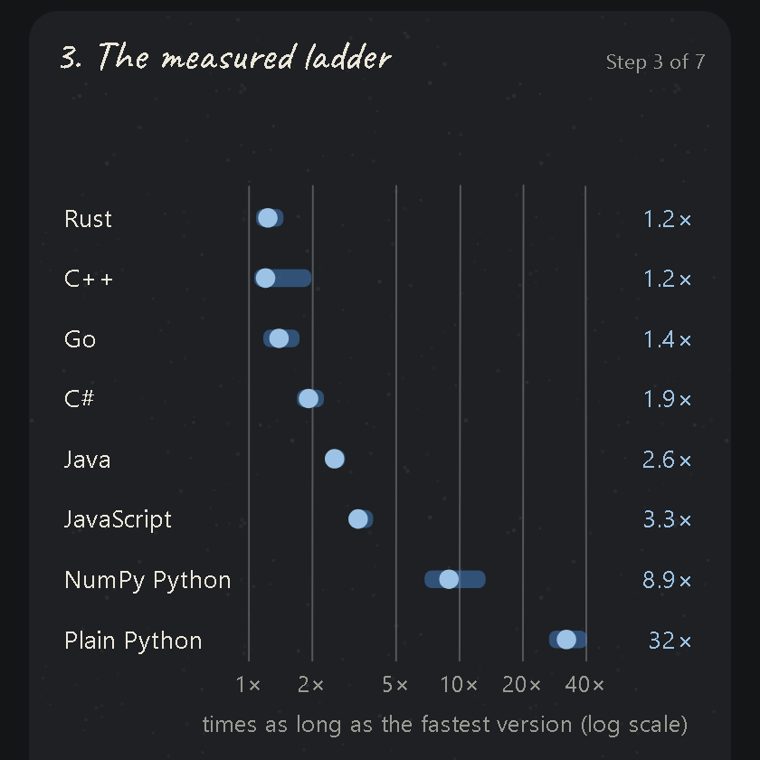 3. The measured ladder
Step 3 of 7
Rust 1.2×
C++ 1.2×
Go 1.4×
C# 1.9×
Java 2.6×
JavaScript 3.3×
NumPy Python 8.9×
Plain Python 32×
1× 2× 5× 10× 20× 40×
times as long as the fastest version (log scale)